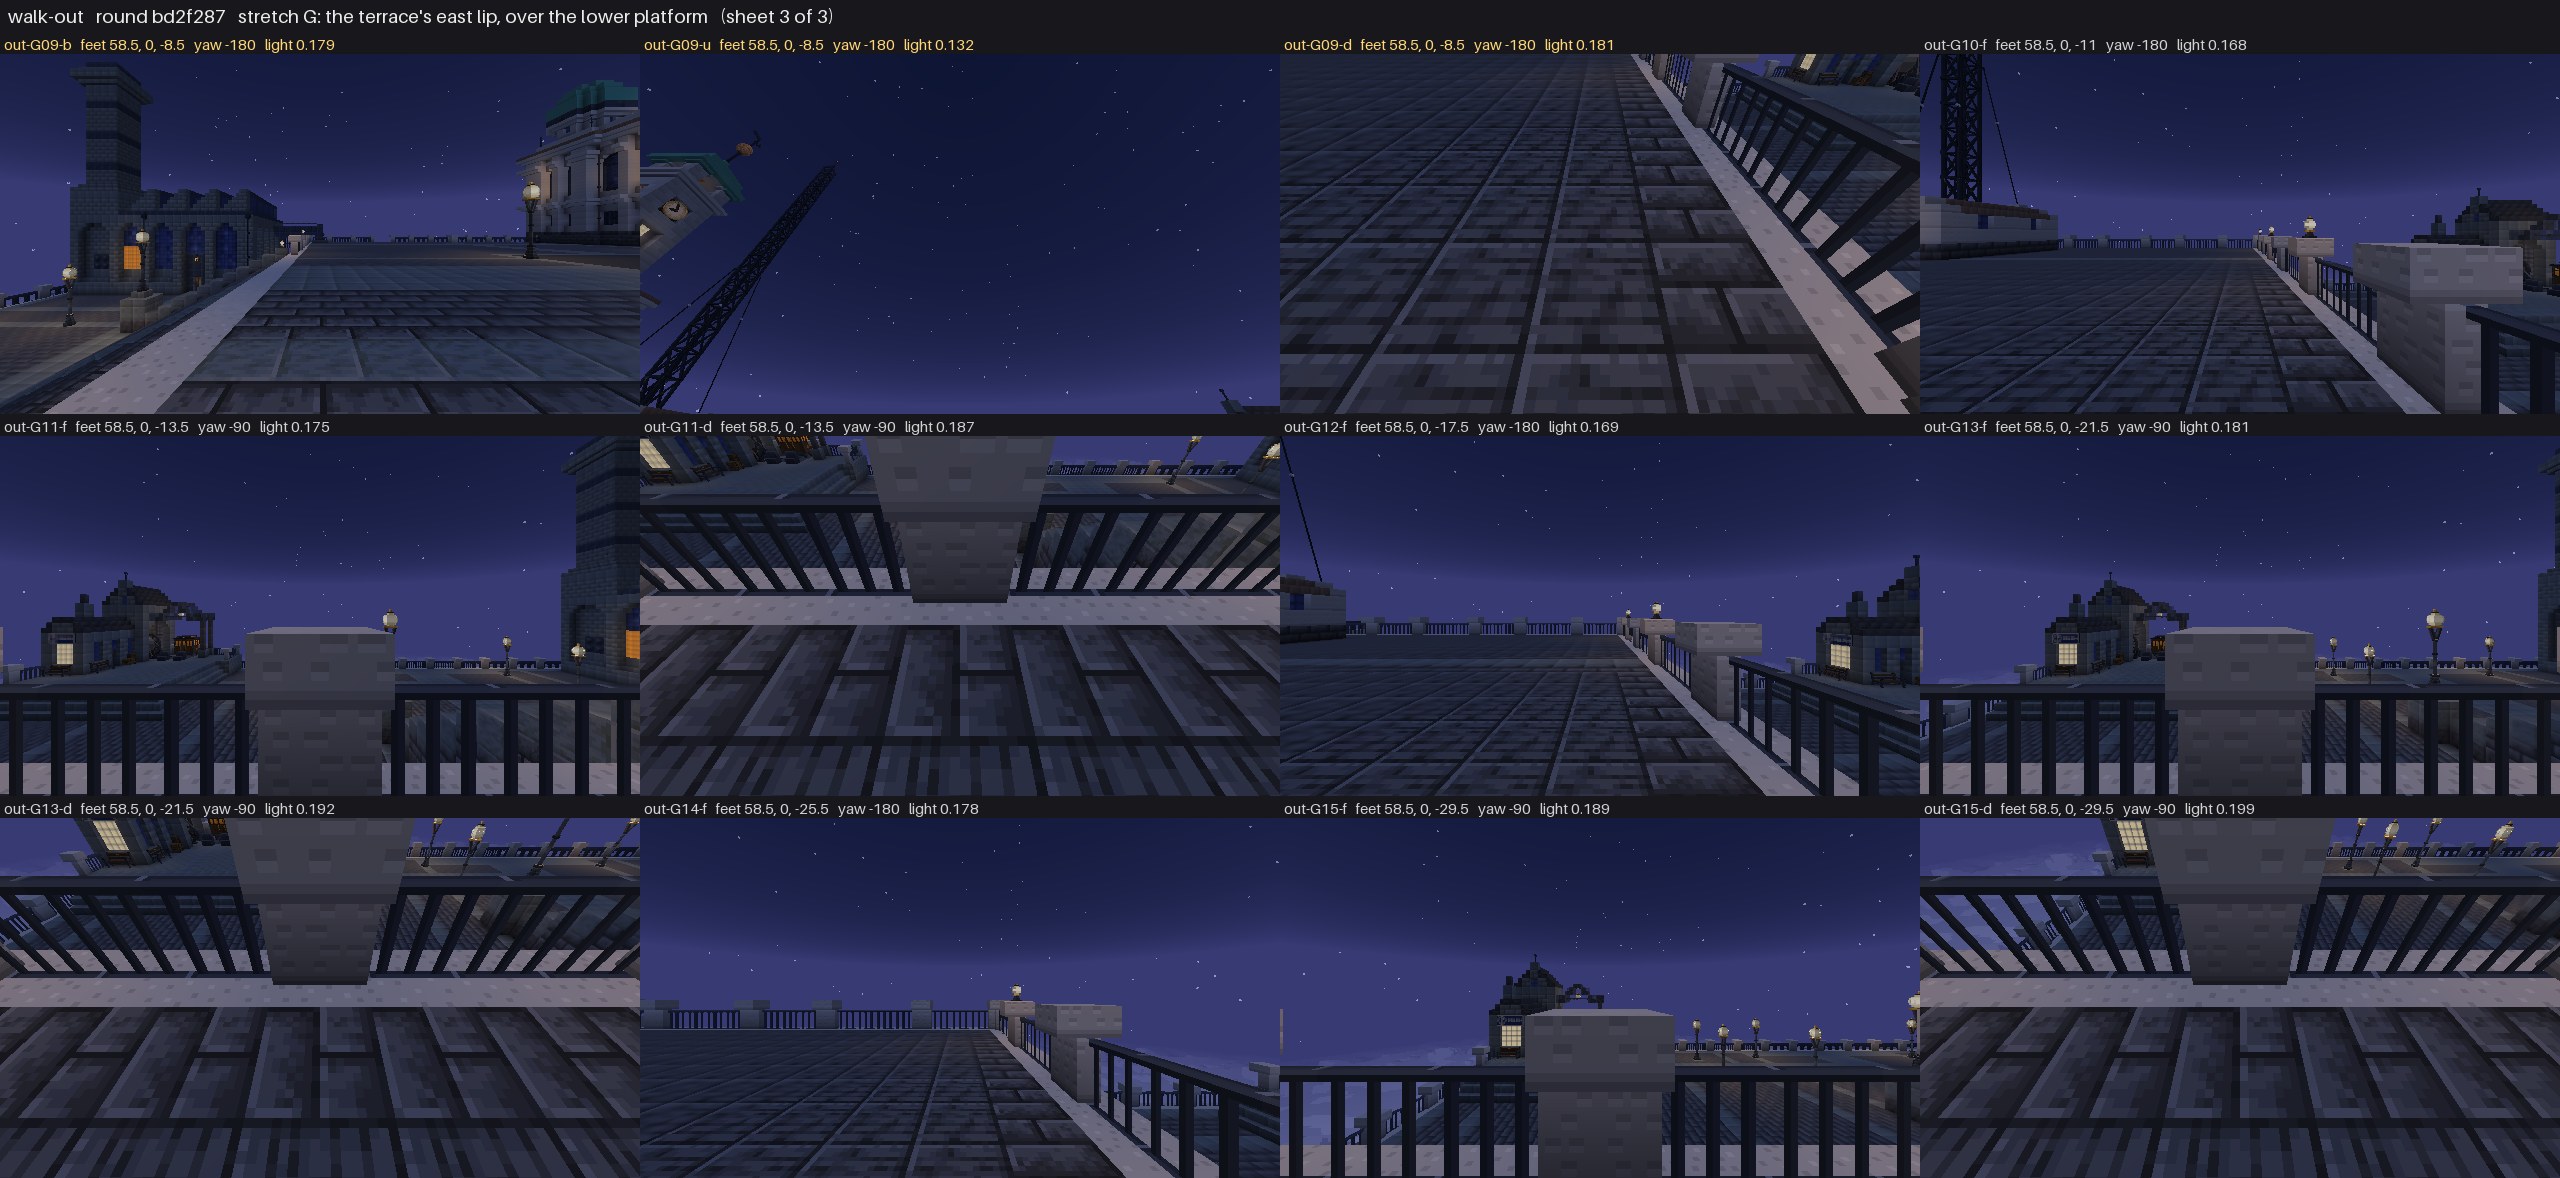 walk-out round bd2f287 stretch G: the terrace's east lip, over the lower platform (sheet 3 of 3)
out-G09-b feet 58.5, 0, -8.5 yaw -180 light 0.179
out-G09-u feet 58.5, 0, -8.5 yaw -180 light 0.132
out-G09-d feet 58.5, 0, -8.5 yaw -180 light 0.181
out-G10-f feet 58.5, 0, -11 yaw -180 light 0.168
out-G11-f feet 58.5, 0, -13.5 yaw -90 light 0.175
out-G11-d feet 58.5, 0, -13.5 yaw -90 light 0.187
out-G12-f feet 58.5, 0, -17.5 yaw -180 light 0.169
out-G13-f feet 58.5, 0, -21.5 yaw -90 light 0.181
out-G13-d feet 58.5, 0, -21.5 yaw -90 light 0.192
out-G14-f feet 58.5, 0, -25.5 yaw -180 light 0.178
out-G15-f feet 58.5, 0, -29.5 yaw -90 light 0.189
out-G15-d feet 58.5, 0, -29.5 yaw -90 light 0.199